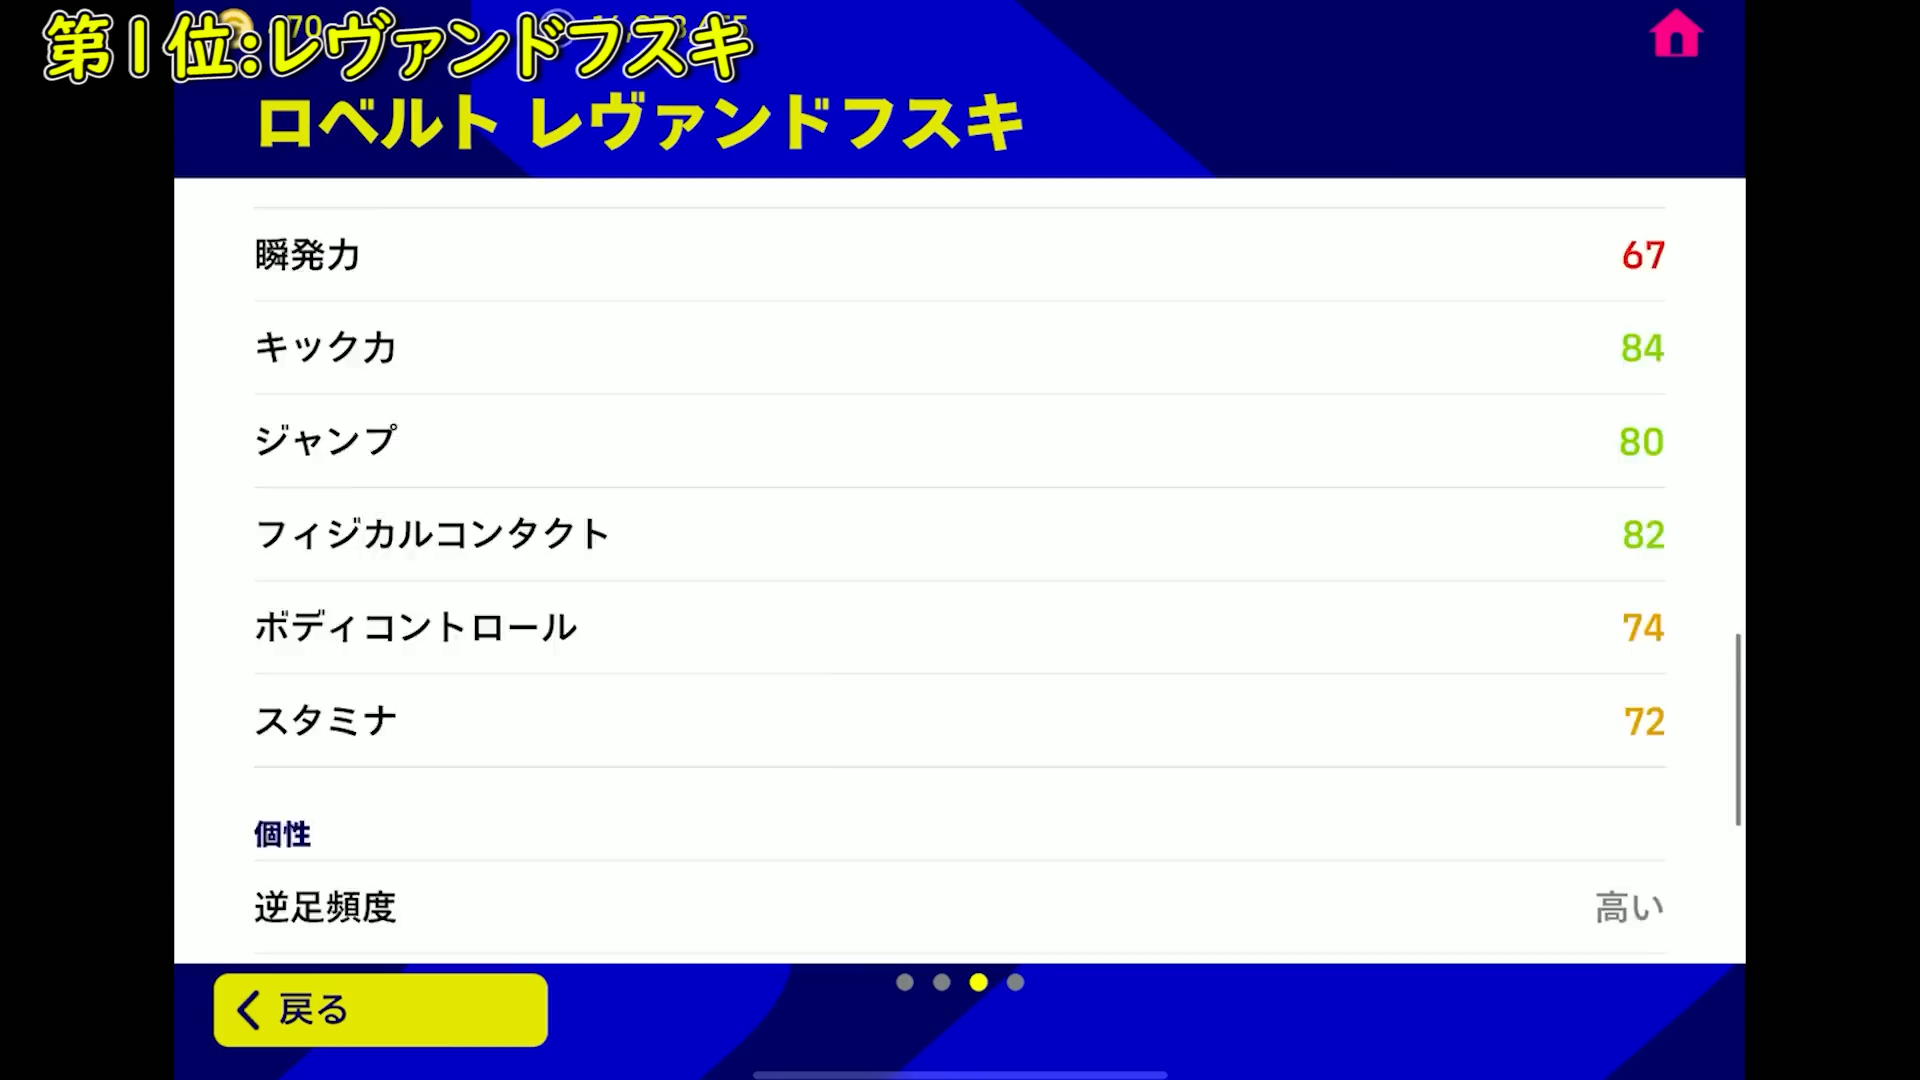 第1位:レヴァンドフスキ
ロベルト レヴァンドフスキ
瞬発力 67
キック力 84
ジャンプ 80
フィジカルコンタクト 82
ボディコントロール 74
スタミナ 72
個性
逆足頻度 高い
戻る